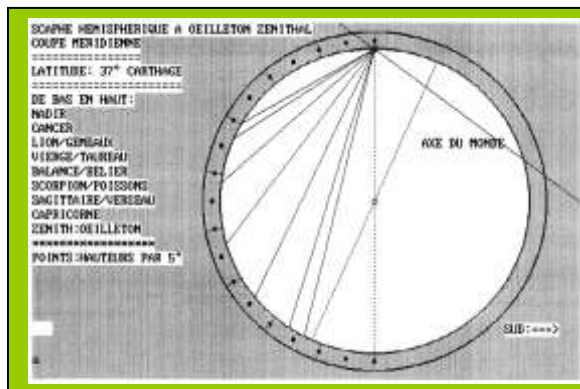 SCAPHE HEMISPHERIQUE A OEILLETON ZENITHAL
COUPE MERIDIENNE
==================
LATITUDE: 37° CARTHAGE
========================
DE BAS EN HAUT:
NADIR
CANCER
LION/GEMEAUX
VIERGE/TAUREAU
BALANCE/BELIER
SCORPION/POISSONS
SAGITTAIRE/VERSEAU
CAPRICORNE
ZENITH:OEILLETON
******************
POINTS:HAUTEURS PAR 5°
AXE DU MONDE
SUD:===>